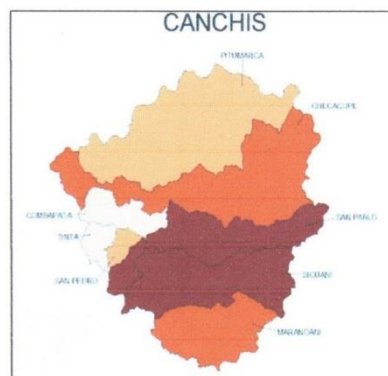 CANCHIS
PITUMARCA
CHECACUPE
COMBAPATA
SAN PABLO
TINTA
SICUANI
SAN PEDRO
MARANGANI